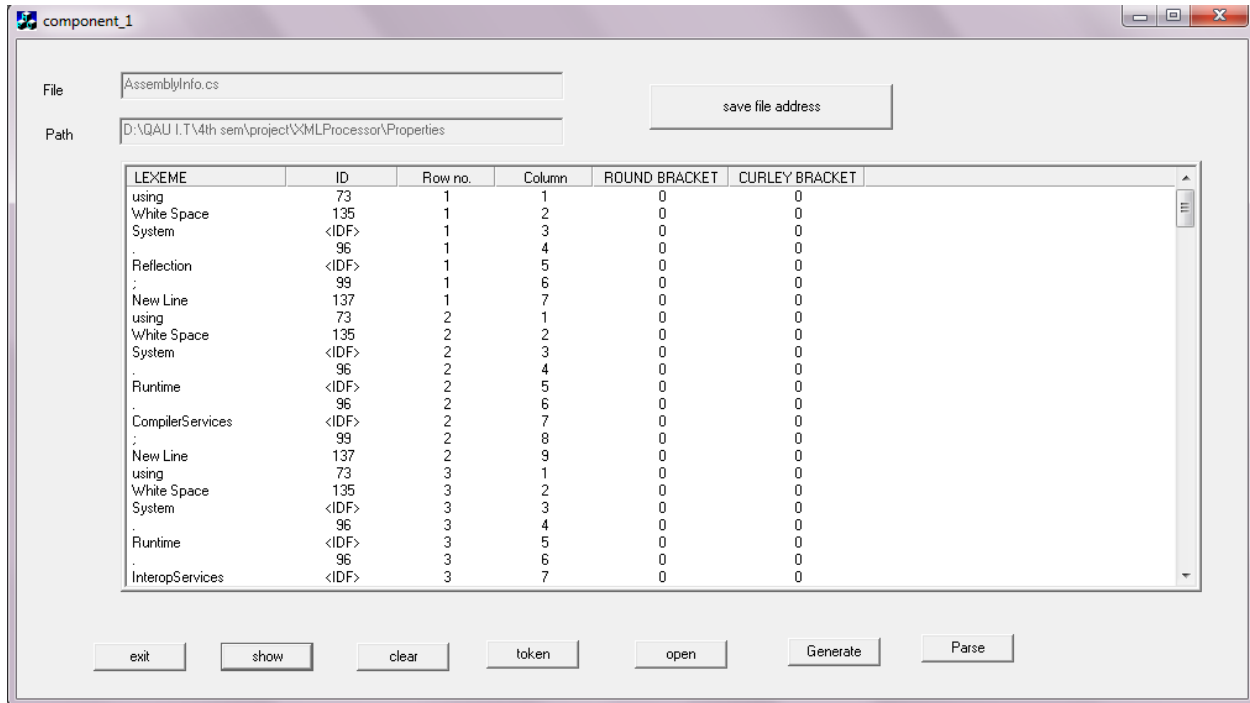 component_1
File AssemblyInfo.cs
save file address
Path D:\QAU I.T\4th sem\project\XMLProcessor\Properties
LEXEME ID Row no. Column ROUND BRACKET CURLEY BRACKET
using 73 1 1 0 0
White Space 135 1 2 0 0
System <IDF> 1 3 0 0
. 96 1 4 0 0
Reflection <IDF> 1 5 0 0
; 99 1 6 0 0
New Line 137 1 7 0 0
using 73 2 1 0 0
White Space 135 2 2 0 0
System <IDF> 2 3 0 0
. 96 2 4 0 0
Runtime <IDF> 2 5 0 0
. 96 2 6 0 0
CompilerServices <IDF> 2 7 0 0
; 99 2 8 0 0
New Line 137 2 9 0 0
using 73 3 1 0 0
White Space 135 3 2 0 0
System <IDF> 3 3 0 0
. 96 3 4 0 0
Runtime <IDF> 3 5 0 0
. 96 3 6 0 0
InteropServices <IDF> 3 7 0 0
exit show clear token open Generate Parse